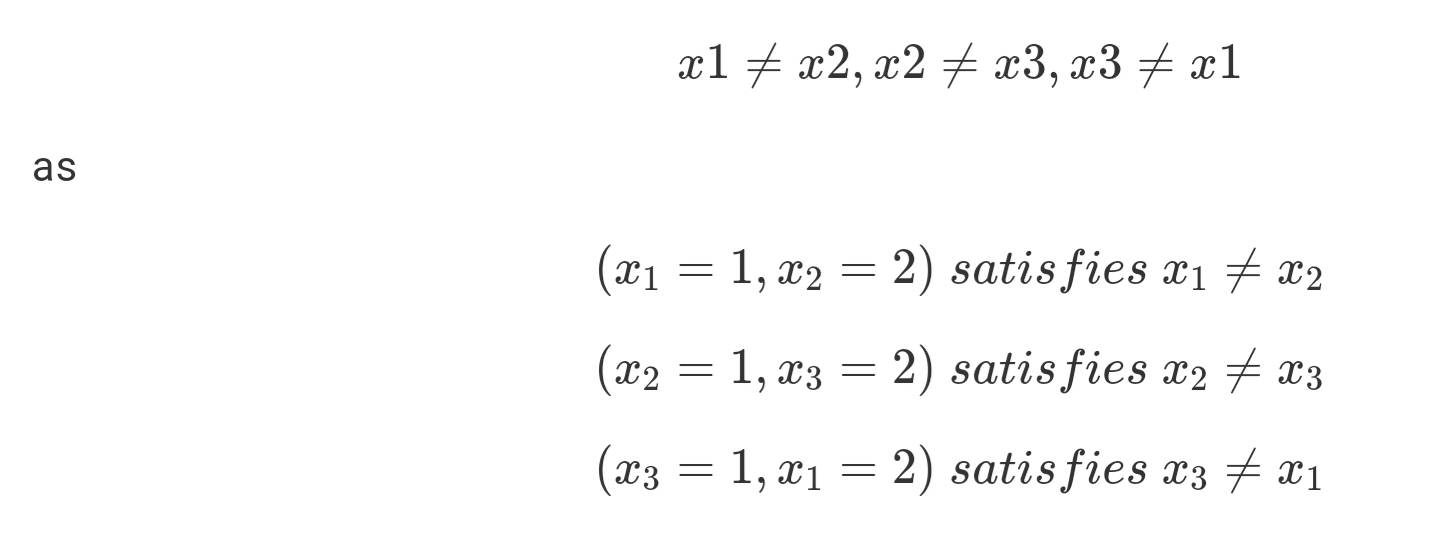 x1 ≠ x2, x2 ≠ x3, x3 ≠ x1
as
(x₁ = 1, x₂ = 2) satisfies x₁ ≠ x₂
(x₂ = 1, x₃ = 2) satisfies x₂ ≠ x₃
(x₃ = 1, x₁ = 2) satisfies x₃ ≠ x₁